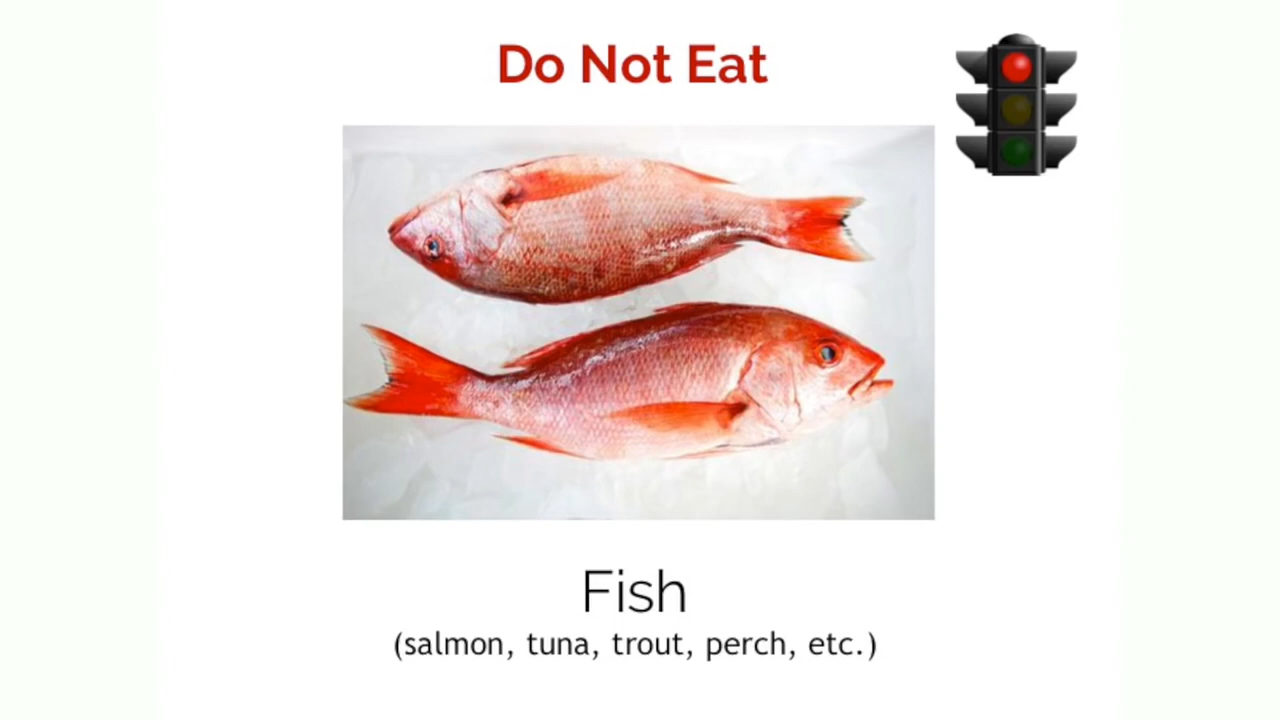 Do Not Eat
Fish
(salmon, tuna, trout, perch, etc.)